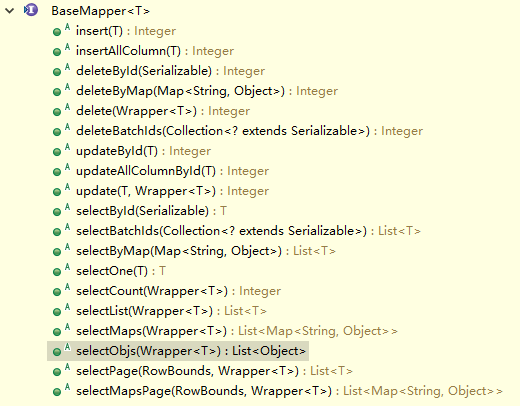 BaseMapper<T>
insert(T) : Integer
insertAllColumn(T) : Integer
deleteById(Serializable) : Integer
deleteByMap(Map<String, Object>) : Integer
delete(Wrapper<T>) : Integer
deleteBatchIds(Collection<? extends Serializable>) : Integer
updateById(T) : Integer
updateAllColumnById(T) : Integer
update(T, Wrapper<T>) : Integer
selectById(Serializable) : T
selectBatchIds(Collection<? extends Serializable>) : List<T>
selectByMap(Map<String, Object>) : List<T>
selectOne(T) : T
selectCount(Wrapper<T>) : Integer
selectList(Wrapper<T>) : List<T>
selectMaps(Wrapper<T>) : List<Map<String, Object>>
selectObjs(Wrapper<T>) : List<Object>
selectPage(RowBounds, Wrapper<T>) : List<T>
selectMapsPage(RowBounds, Wrapper<T>) : List<Map<String, Object>>